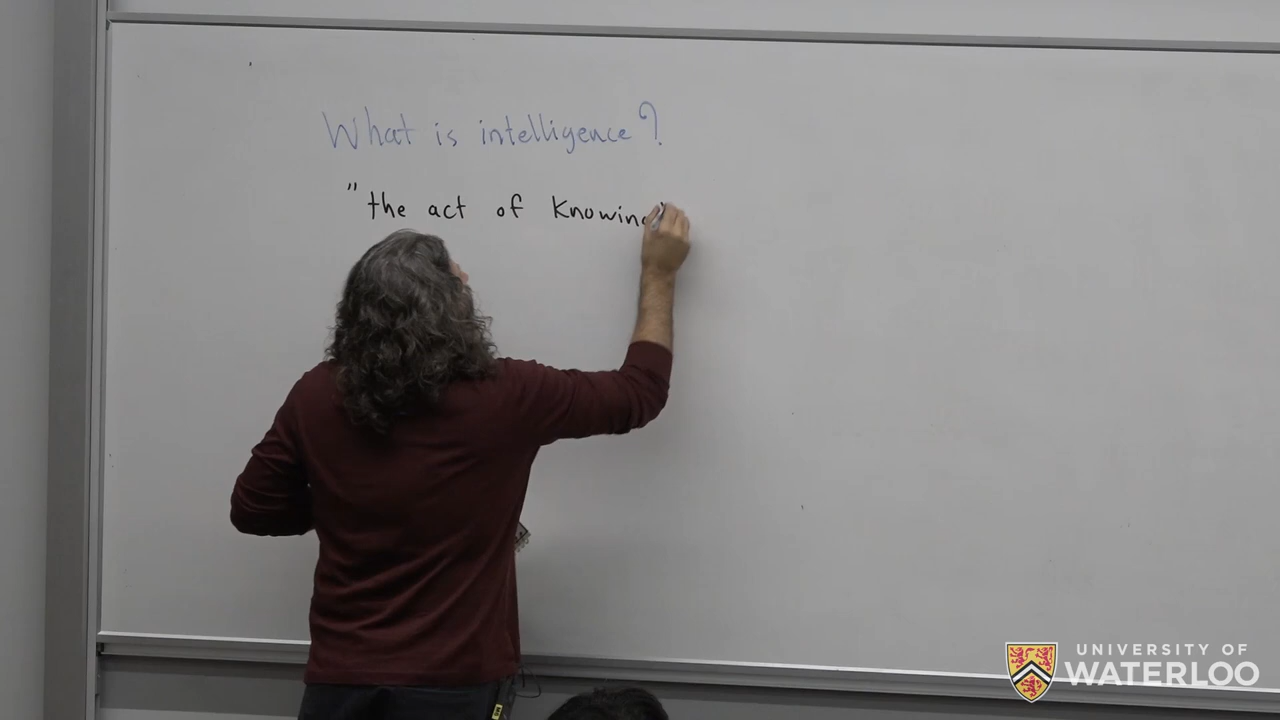 What is intelligence?
"the act of Knowing
UNIVERSITY OF
WATERLOO